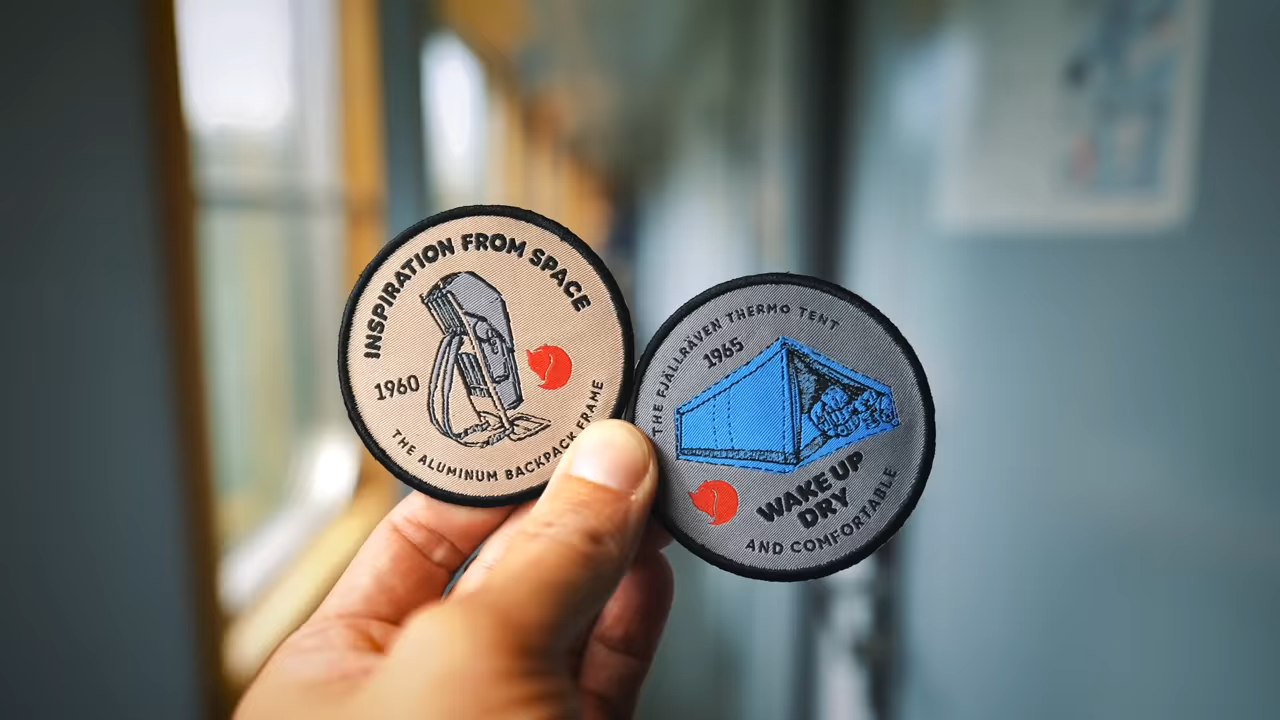 INSPIRATION FROM SPACE
1960
THE ALUMINUM BACKPACK FRAME
THE FJÄLLRÄVEN THERMO TENT
1965
WAKE UP
DRY
AND COMFORTABLE